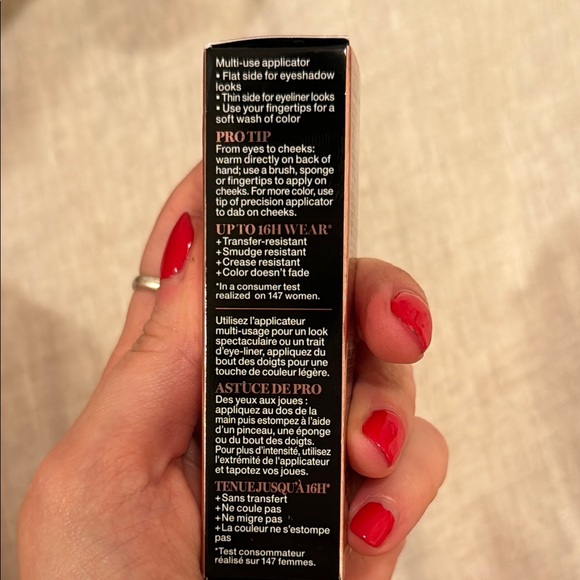 Multi-use applicator
• Flat side for eyeshadow
looks
• Thin side for eyeliner looks
• Use your fingertips for a
soft wash of color
PRO TIP
From eyes to cheeks:
warm directly on back of
hand; use a brush, sponge
or fingertips to apply on
cheeks. For more color, use
tip of precision applicator
to dab on cheeks.
UP TO 16H WEAR*
+Transfer-resistant
+Smudge resistant
+Crease resistant
+Color doesn't fade
*In a consumer test
realized on 147 women.
Utilisez l'applicateur
multi-usage pour un look
spectaculaire ou un trait
d'eye-liner, appliquez du
bout des doigts pour une
touche de couleur légère.
ASTUCE DE PRO
Des yeux aux joues :
appliquez au dos de la
main puis estompez à l'aide
d'un pinceau, une éponge
ou du bout des doigts.
Pour plus d'intensité, utilisez
l'extrémité de l'applicateur
et tapotez vos joues.
TENUE JUSQU'À 16H*
+Sans transfert
+Ne coule pas
+Ne migre pas
+La couleur ne s'estompe
pas
*Test consommateur
réalisé sur 147 femmes.